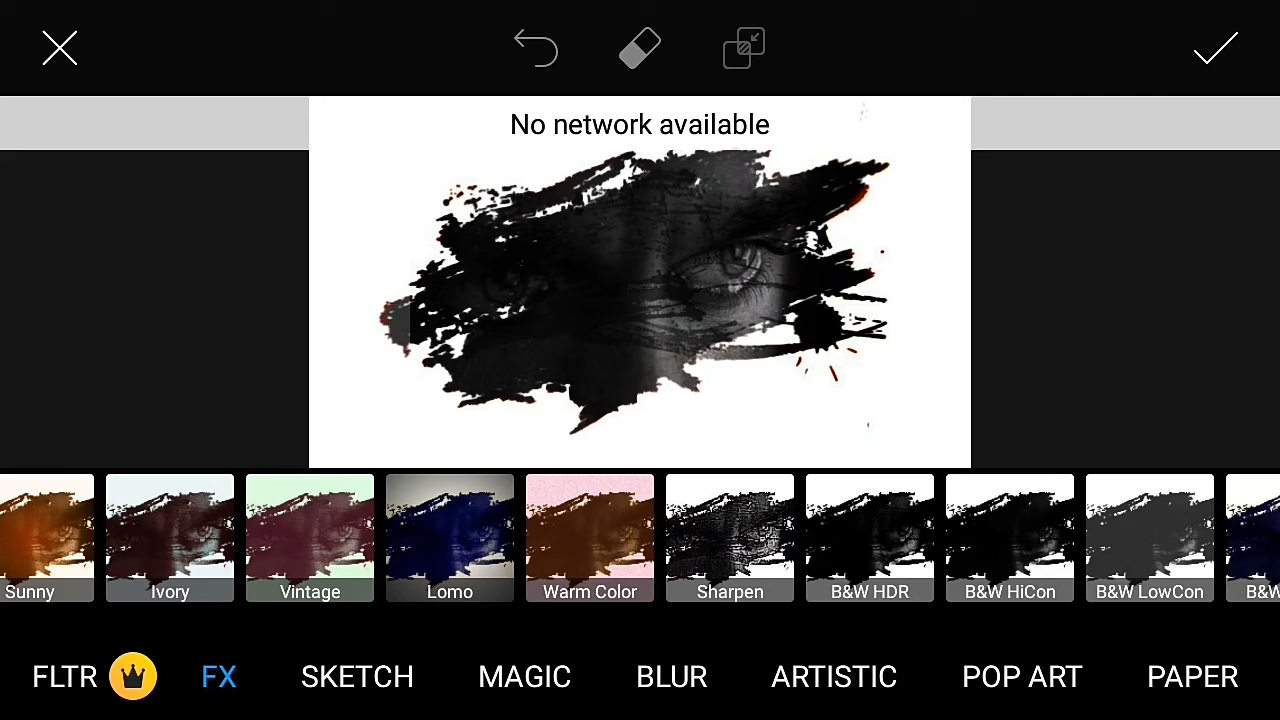 No network available
Sunny
Ivory
Vintage
Lomo
Warm Color
Sharpen
B&W HDR
B&W HiCon
B&W LowCon
B&W
FLTR
FX
SKETCH
MAGIC
BLUR
ARTISTIC
POP ART
PAPER